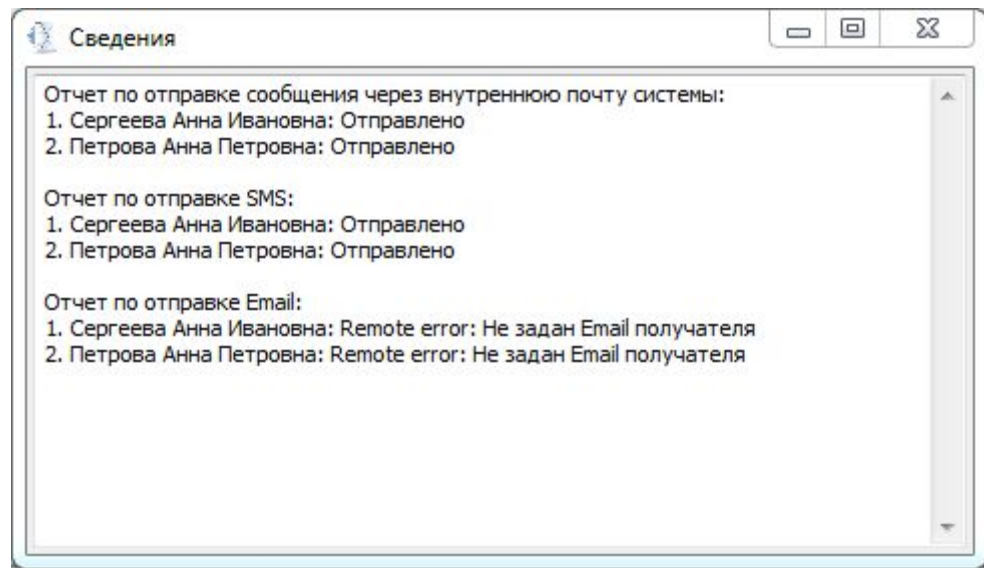 Сведения
Отчет по отправке сообщения через внутреннюю почту системы:
1. Сергеева Анна Ивановна: Отправлено
2. Петрова Анна Петровна: Отправлено
Отчет по отправке SMS:
1. Сергеева Анна Ивановна: Отправлено
2. Петрова Анна Петровна: Отправлено
Отчет по отправке Email:
1. Сергеева Анна Ивановна: Remote error: Не задан Email получателя
2. Петрова Анна Петровна: Remote error: Не задан Email получателя